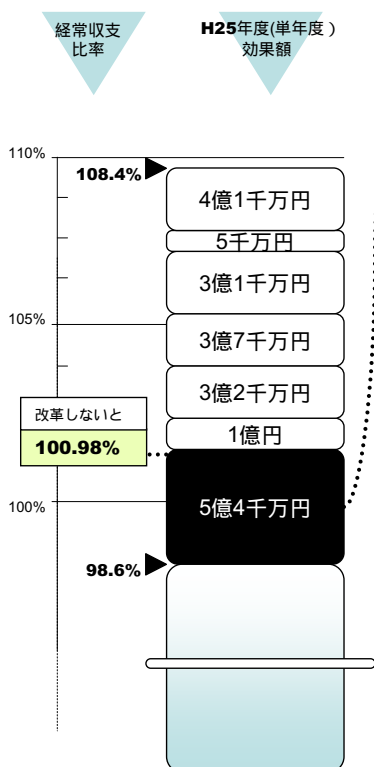 経常収支
比率
H25年度(単年度)
効果額
110%
108.4%
4億1千万円
5千万円
3億1千万円
105%
3億7千万円
3億2千万円
改革しないと
1億円
100.98%
100%
5億4千万円
98.6%